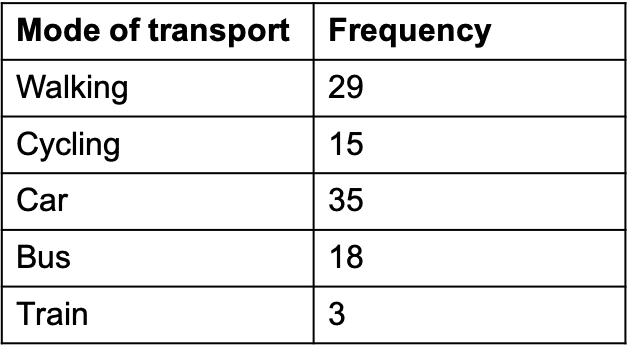 Mode of transport Frequency
Walking 29
Cycling 15
Car 35
Bus 18
Train 3